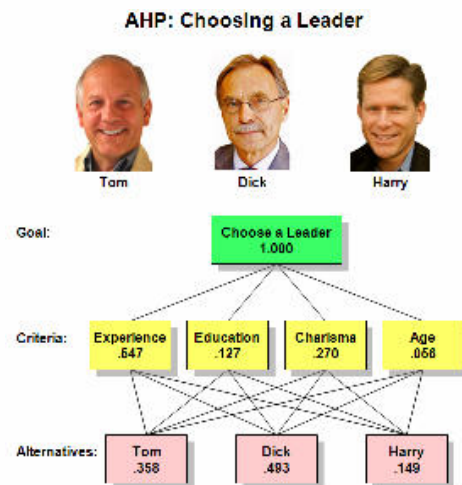 AHP: Choosing a Leader
Tom Dick Harry
Goal: Choose a Leader
1.000
Criteria: Experience Education Charisma Age
.547 .127 .270 .056
Alternatives: Tom Dick Harry
.358 .493 .149